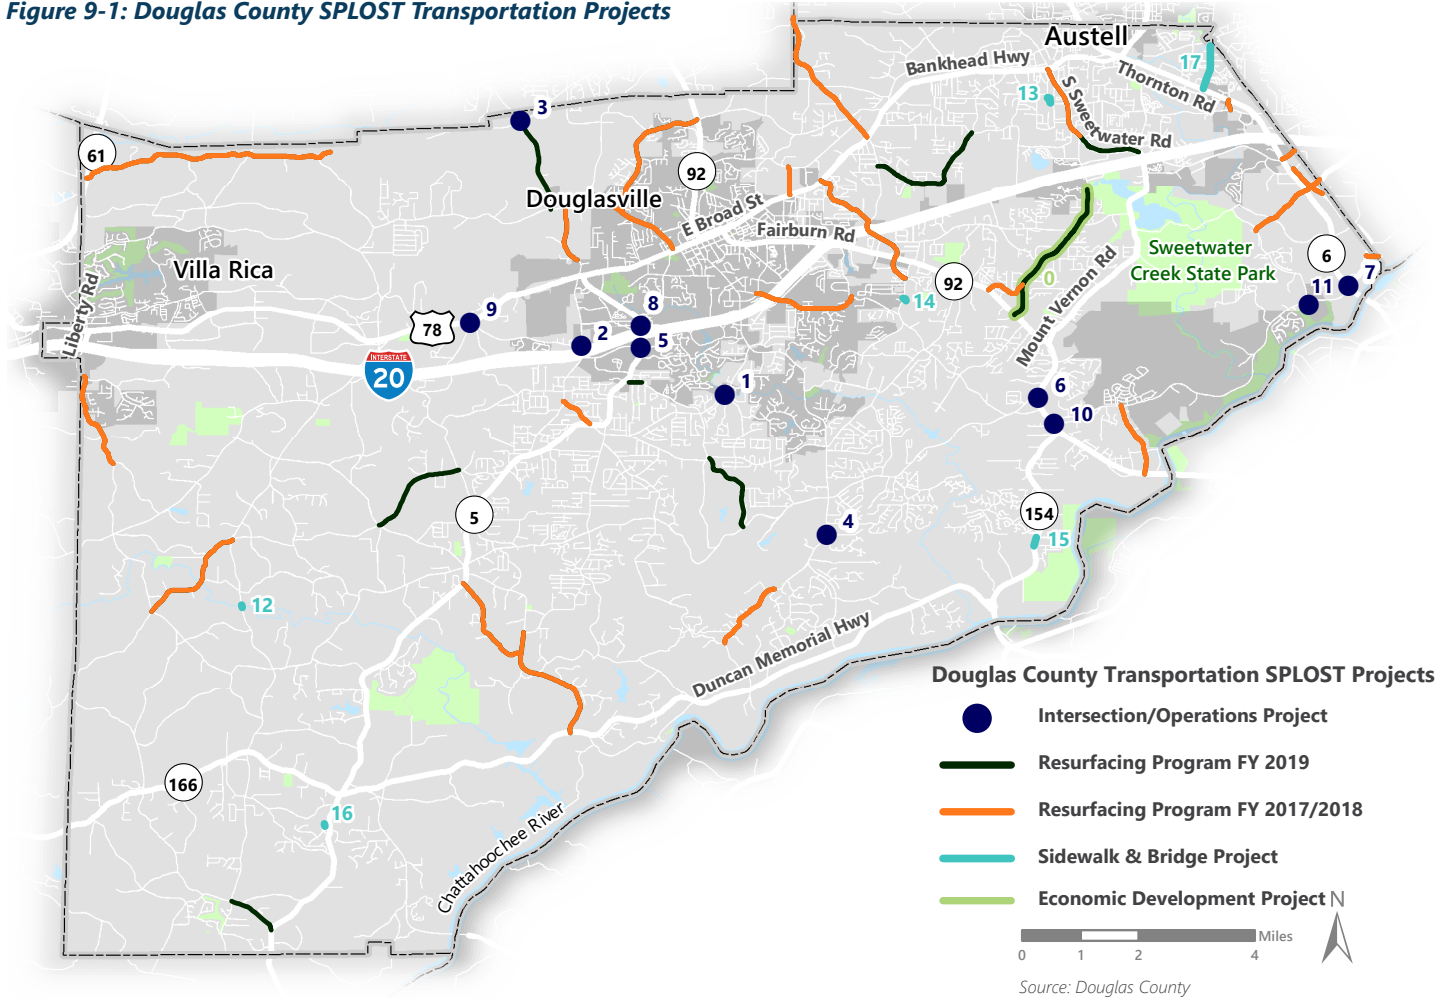 Figure 9-1: Douglas County SPLOST Transportation Projects
Austell
17
Bankhead Hwy
Thornton Rd
13
S Sweetwater Rd
3
61
92
Douglasville
E Broad St
Fairburn Rd
Sweetwater
Creek State Park
6
7
11
Villa Rica
Liberty Rd
92
0
Mount Vernon Rd
14
78
9
8
2
5
INTERSTATE
20
1
6
10
5
4
154
15
12
Duncan Memorial Hwy
166
16
Chattahoochee River
Douglas County Transportation SPLOST Projects
Intersection/Operations Project
Resurfacing Program FY 2019
Resurfacing Program FY 2017/2018
Sidewalk & Bridge Project
Economic Development Project
N
Miles
0 1 2 4
Source: Douglas County